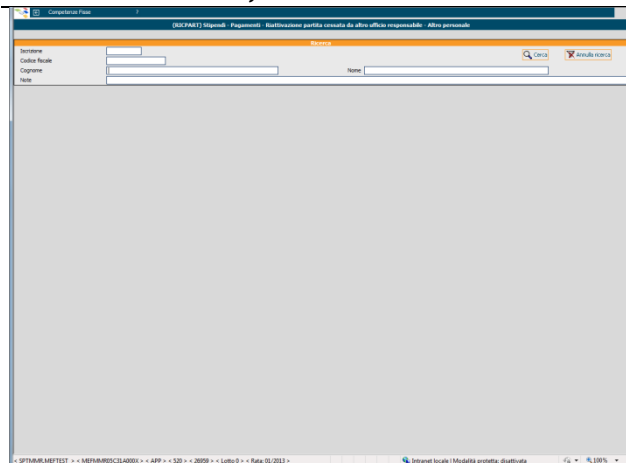 Competenze Fisse ?
(RICPART) Stipendi - Pagamenti - Riattivazione partita cessata da altro ufficio responsabile - Altro personale
Ricerca
Iscrizione
Cerca Annulla ricerca
Codice fiscale
Cognome Nome
Note
< SPTMMR.MEFTEST > < MEFMMR05C31A000X > < APP > < 520 > < 26959 > < Lotto 0 > < Rata: 01/2013 > Intranet locale | Modalità protetta: disattivata 100%